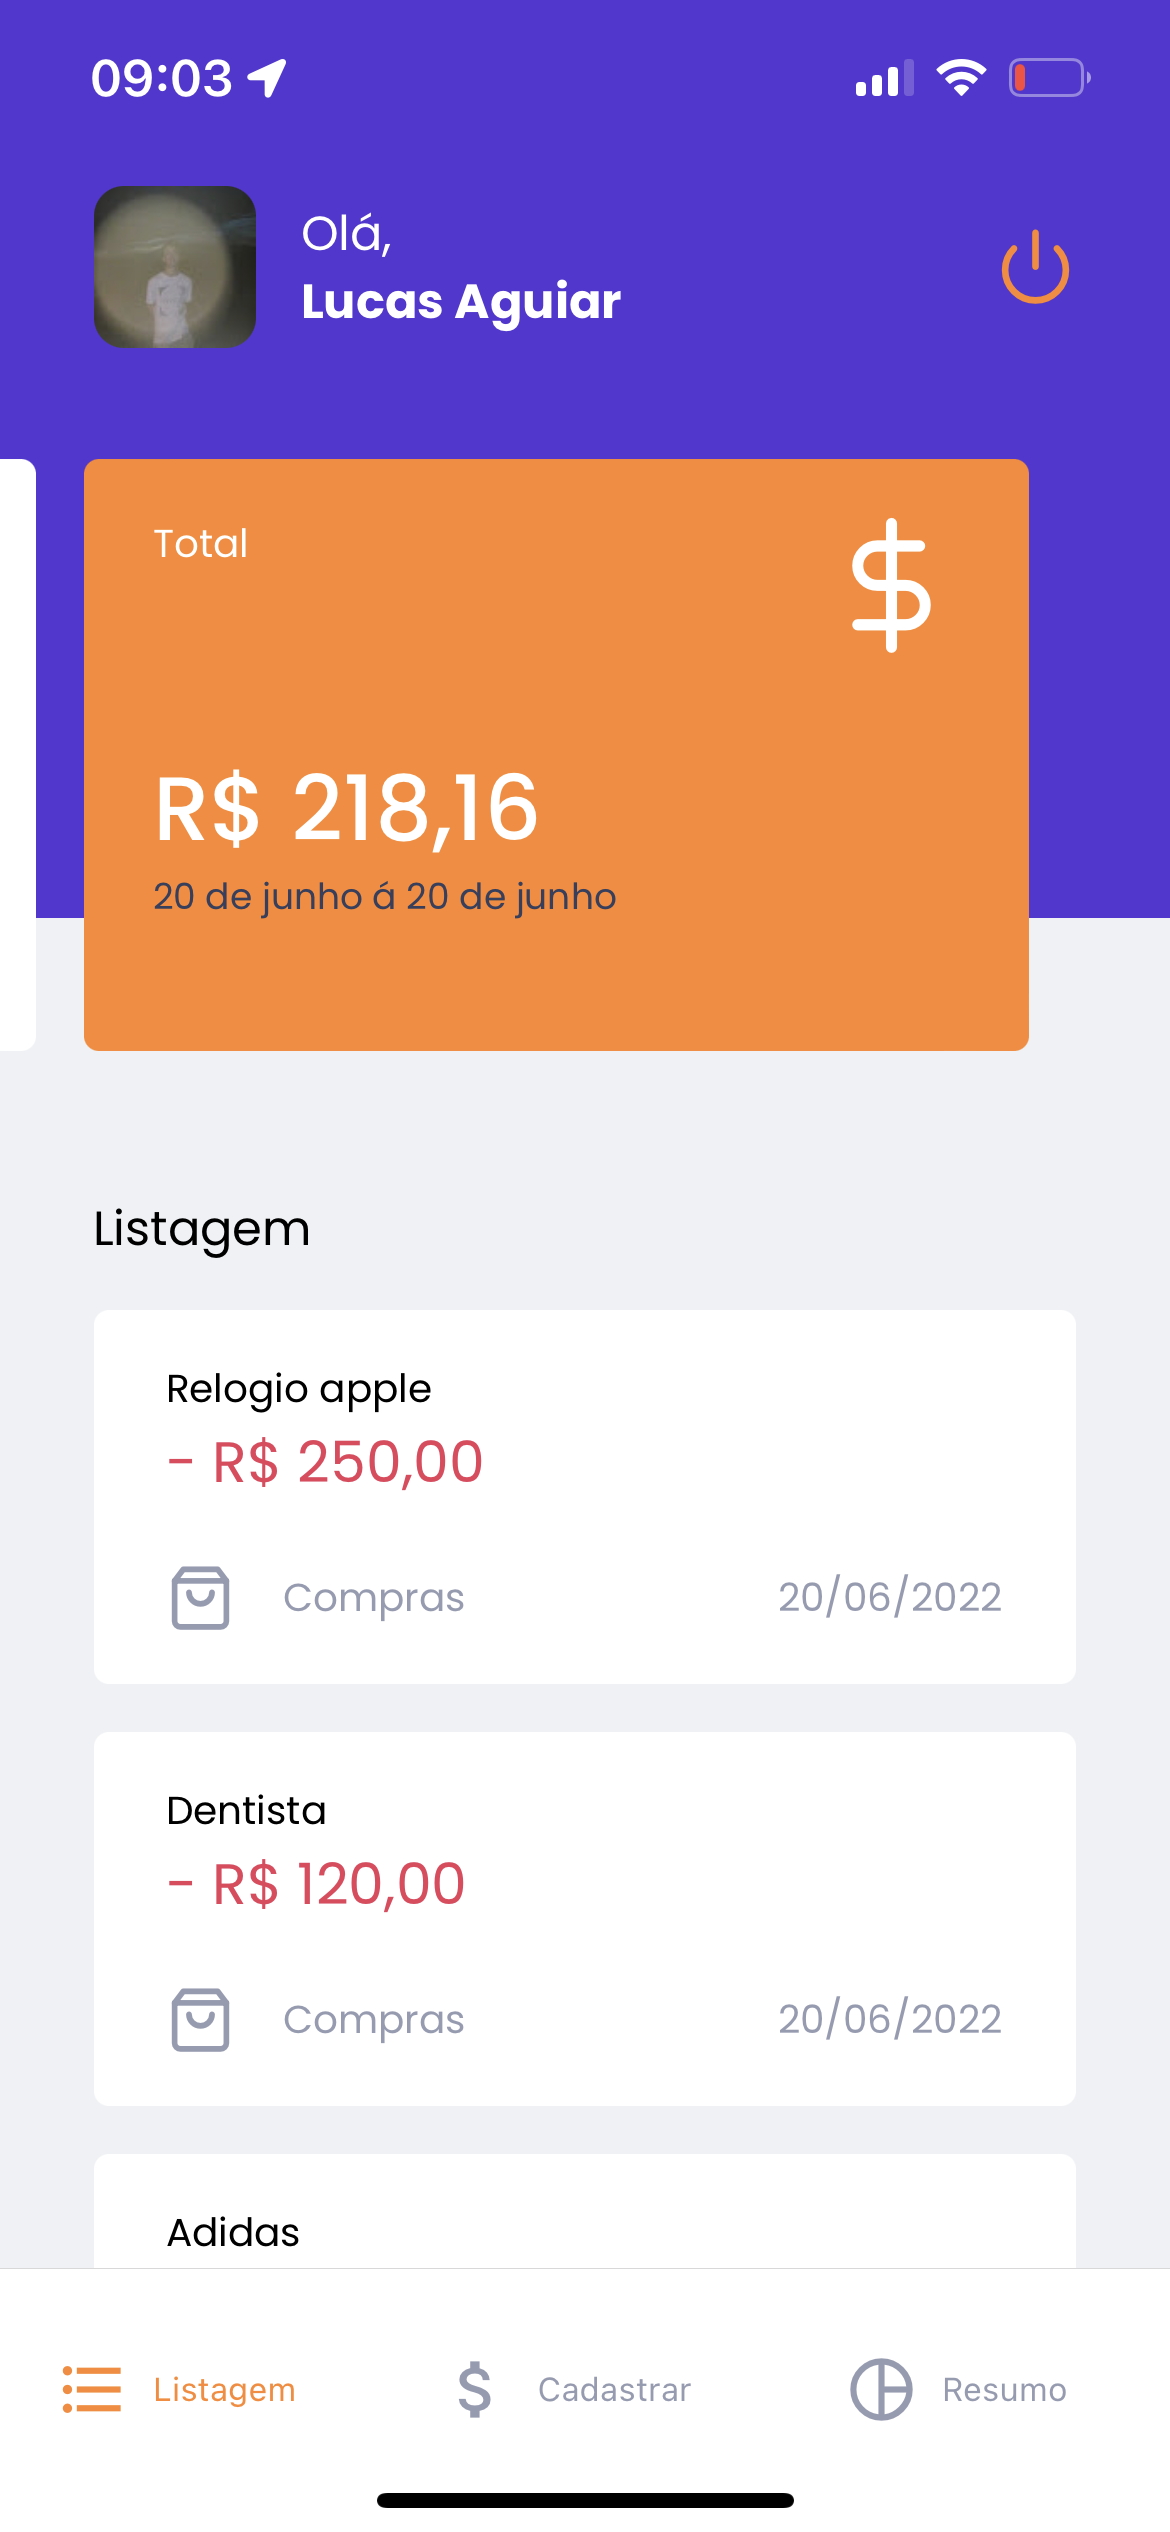 09:03
Olá,
Lucas Aguiar
Total
R$ 218,16
20 de junho á 20 de junho
Listagem
Relogio apple
- R$ 250,00
Compras
20/06/2022
Dentista
- R$ 120,00
Compras
20/06/2022
Adidas
Listagem
Cadastrar
Resumo